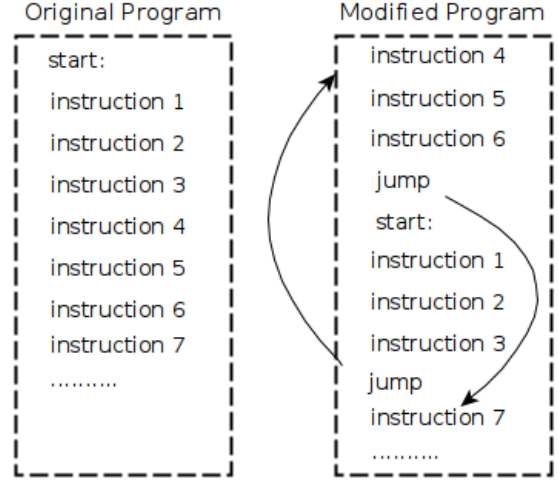 Original Program
start:
instruction 1
instruction 2
instruction 3
instruction 4
instruction 5
instruction 6
instruction 7
..........
Modified Program
instruction 4
instruction 5
instruction 6
jump
start:
instruction 1
instruction 2
instruction 3
jump
instruction 7
..........